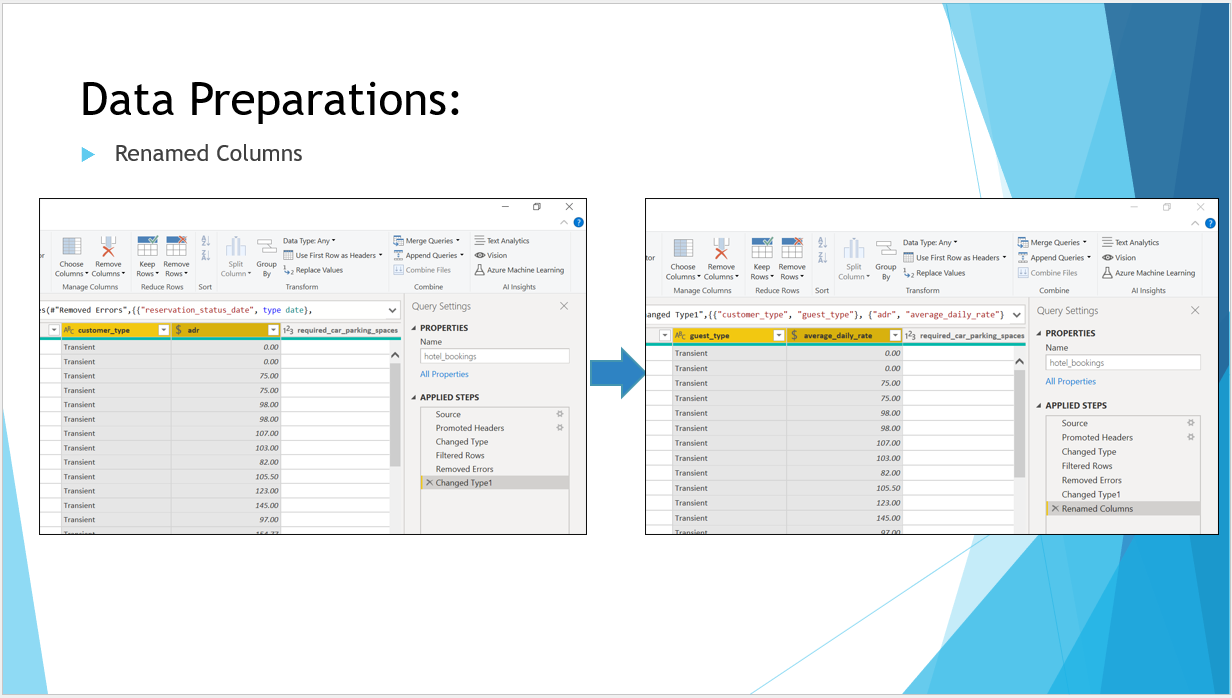 Data Preparations:
Renamed Columns
Choose Columns
Remove Columns
Manage Columns
Keep Rows
Remove Rows
Reduce Rows
Sort
Split Column
Group By
Data Type: Any
Use First Row as Headers
Replace Values
Transform
Merge Queries
Append Queries
Combine Files
Combine
Text Analytics
Vision
Azure Machine Learning
AI Insights
es(#"Removed Errors",{{"reservation_status_date", type date},
customer_type $ adr 123 required_car_parking_spaces
Transient 0.00
Transient 0.00
Transient 75.00
Transient 75.00
Transient 98.00
Transient 98.00
Transient 107.00
Transient 103.00
Transient 82.00
Transient 105.50
Transient 123.00
Transient 145.00
Transient 97.00
Query Settings
PROPERTIES
Name
hotel_bookings
All Properties
APPLIED STEPS
Source
Promoted Headers
Changed Type
Filtered Rows
Removed Errors
Changed Type1
tor
Choose Columns
Remove Columns
Manage Columns
Keep Rows
Remove Rows
Reduce Rows
Sort
Split Column
Group By
Data Type: Any
Use First Row as Headers
Replace Values
Transform
Merge Queries
Append Queries
Combine Files
Combine
Text Analytics
Vision
Azure Machine Learning
AI Insights
anged Type1",{{"customer_type", "guest_type"}, {"adr", "average_daily_rate"}
guest_type $ average_daily_rate 123 required_car_parking_spaces
Transient 0.00
Transient 0.00
Transient 75.00
Transient 75.00
Transient 98.00
Transient 98.00
Transient 107.00
Transient 103.00
Transient 82.00
Transient 105.50
Transient 123.00
Transient 145.00
Transient 97.00
Query Settings
PROPERTIES
Name
hotel_bookings
All Properties
APPLIED STEPS
Source
Promoted Headers
Changed Type
Filtered Rows
Removed Errors
Changed Type1
Renamed Columns